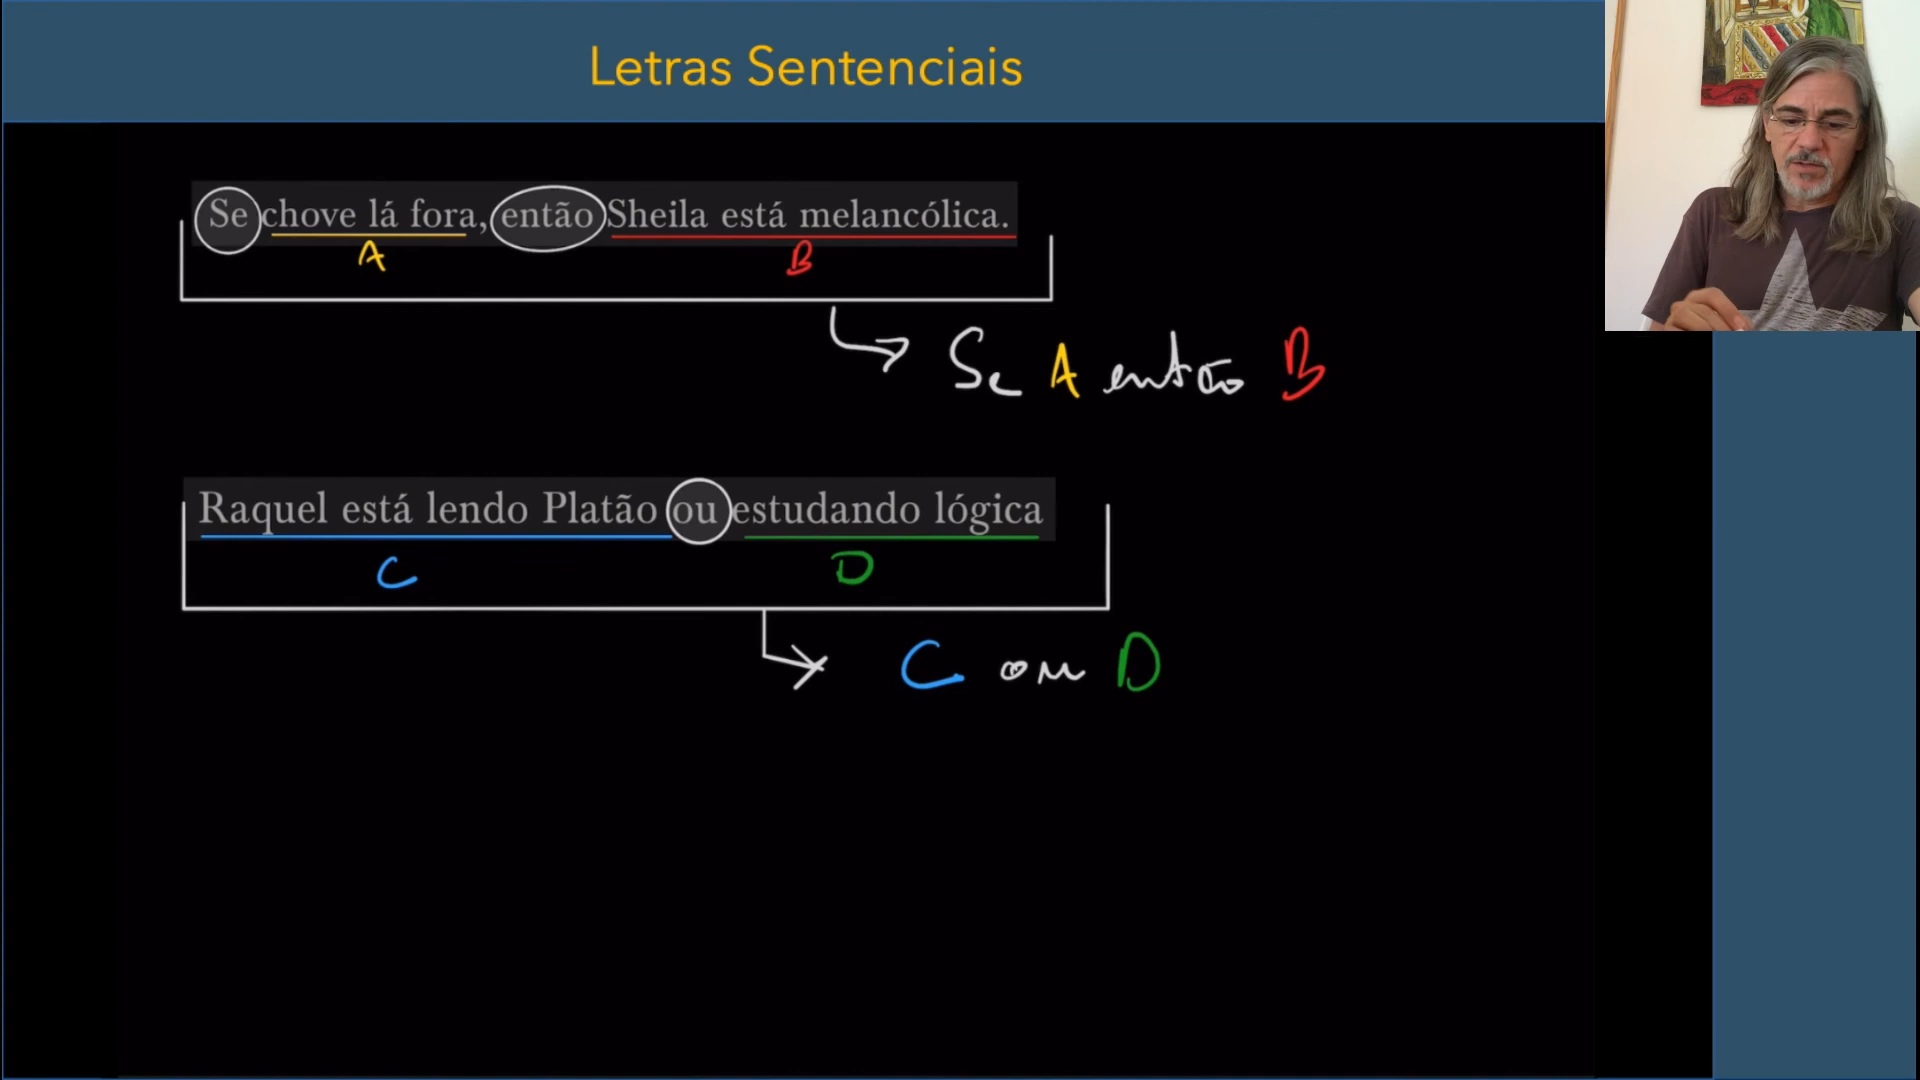 Letras Sentenciais
Se chove lá fora, então Sheila está melancólica.
A B
Se A então B
Raquel está lendo Platão ou estudando lógica
C D
C ou D